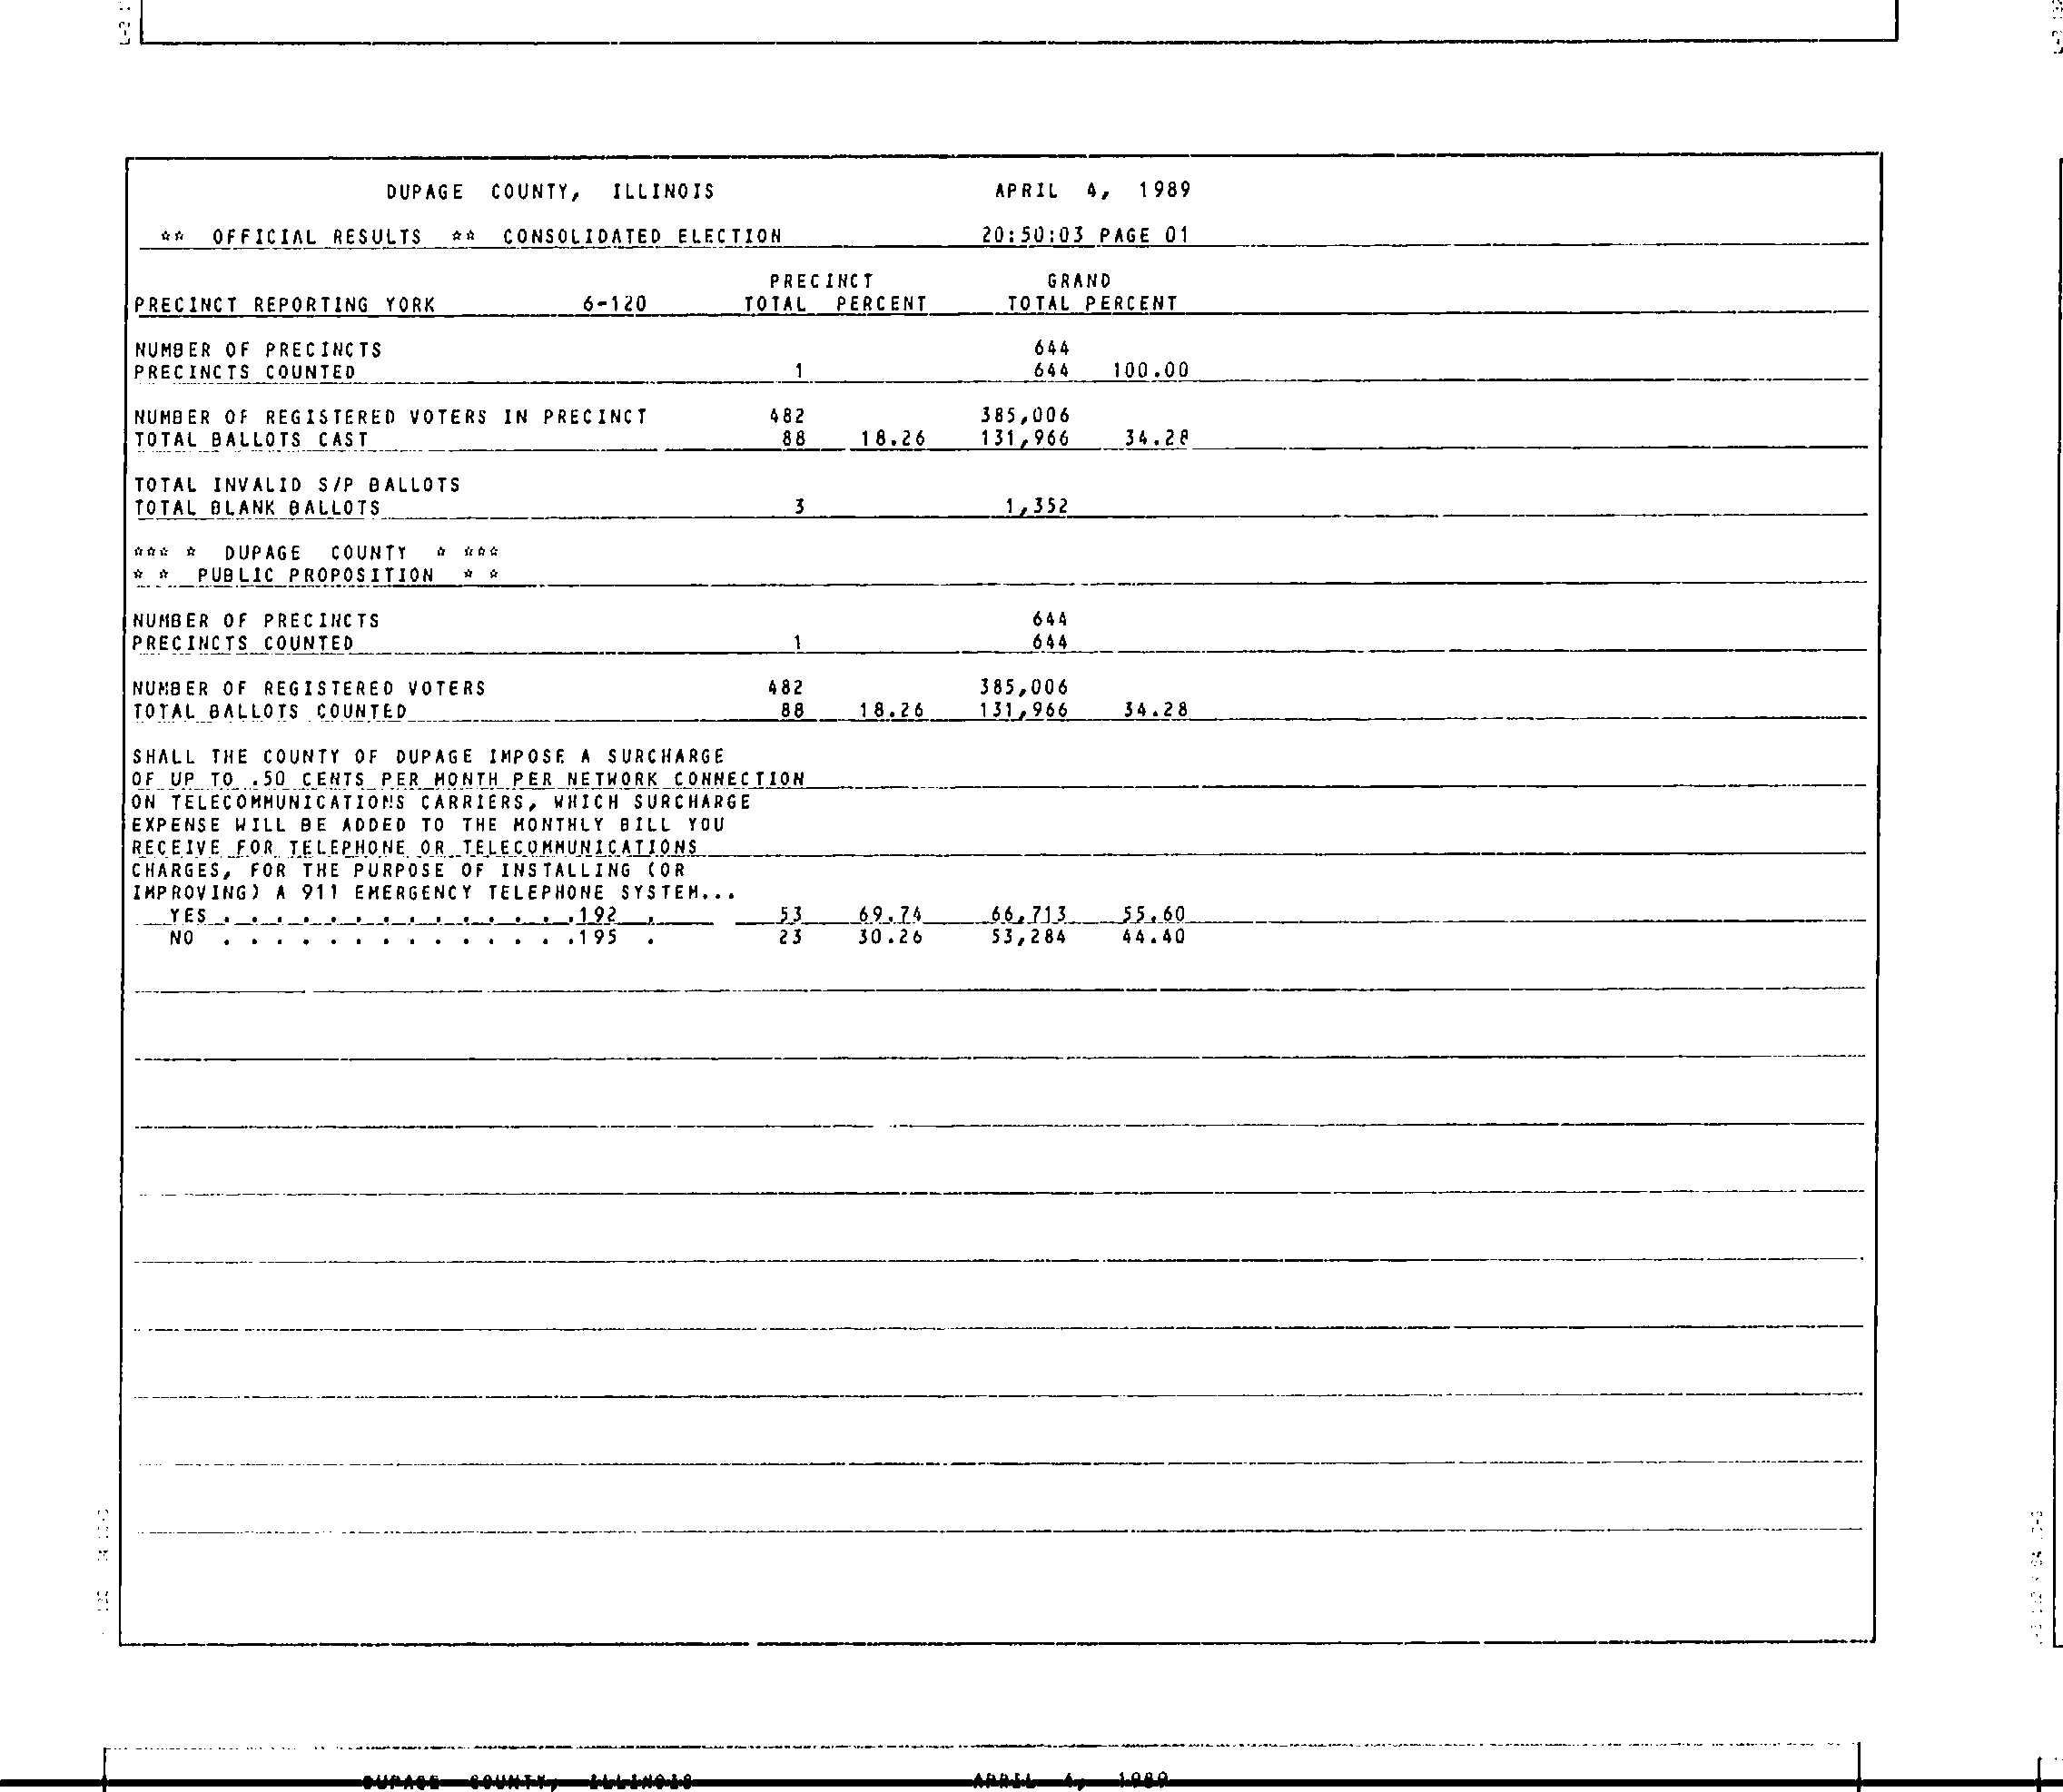 DUPAGE COUNTY, ILLINOIS APRIL 4, 1989
** OFFICIAL RESULTS ** CONSOLIDATED ELECTION 20:50:03 PAGE 01
PRECINCT GRAND
PRECINCT REPORTING YORK 6-120 TOTAL PERCENT TOTAL PERCENT
NUMBER OF PRECINCTS 644
PRECINCTS COUNTED 1 644 100.00
NUMBER OF REGISTERED VOTERS IN PRECINCT 482 385,006
TOTAL BALLOTS CAST 88 18.26 131,966 34.28
TOTAL INVALID S/P BALLOTS
TOTAL BLANK BALLOTS 3 1,352
*** * DUPAGE COUNTY * ***
* * PUBLIC PROPOSITION * *
NUMBER OF PRECINCTS 644
PRECINCTS COUNTED 1 644
NUMBER OF REGISTERED VOTERS 482 385,006
TOTAL BALLOTS COUNTED 88 18.26 131,966 34.28
SHALL THE COUNTY OF DUPAGE IMPOSE A SURCHARGE
OF UP TO .50 CENTS PER MONTH PER NETWORK CONNECTION
ON TELECOMMUNICATIONS CARRIERS, WHICH SURCHARGE
EXPENSE WILL BE ADDED TO THE MONTHLY BILL YOU
RECEIVE FOR TELEPHONE OR TELECOMMUNICATIONS
CHARGES, FOR THE PURPOSE OF INSTALLING (OR
IMPROVING) A 911 EMERGENCY TELEPHONE SYSTEM...
YES . . . . . . . . . . . . . .192 . 53 69.74 66,713 55.60
NO . . . . . . . . . . . . . .195 . 23 30.26 53,284 44.40
DUPAGE COUNTY, ILLINOIS APRIL 4, 1989